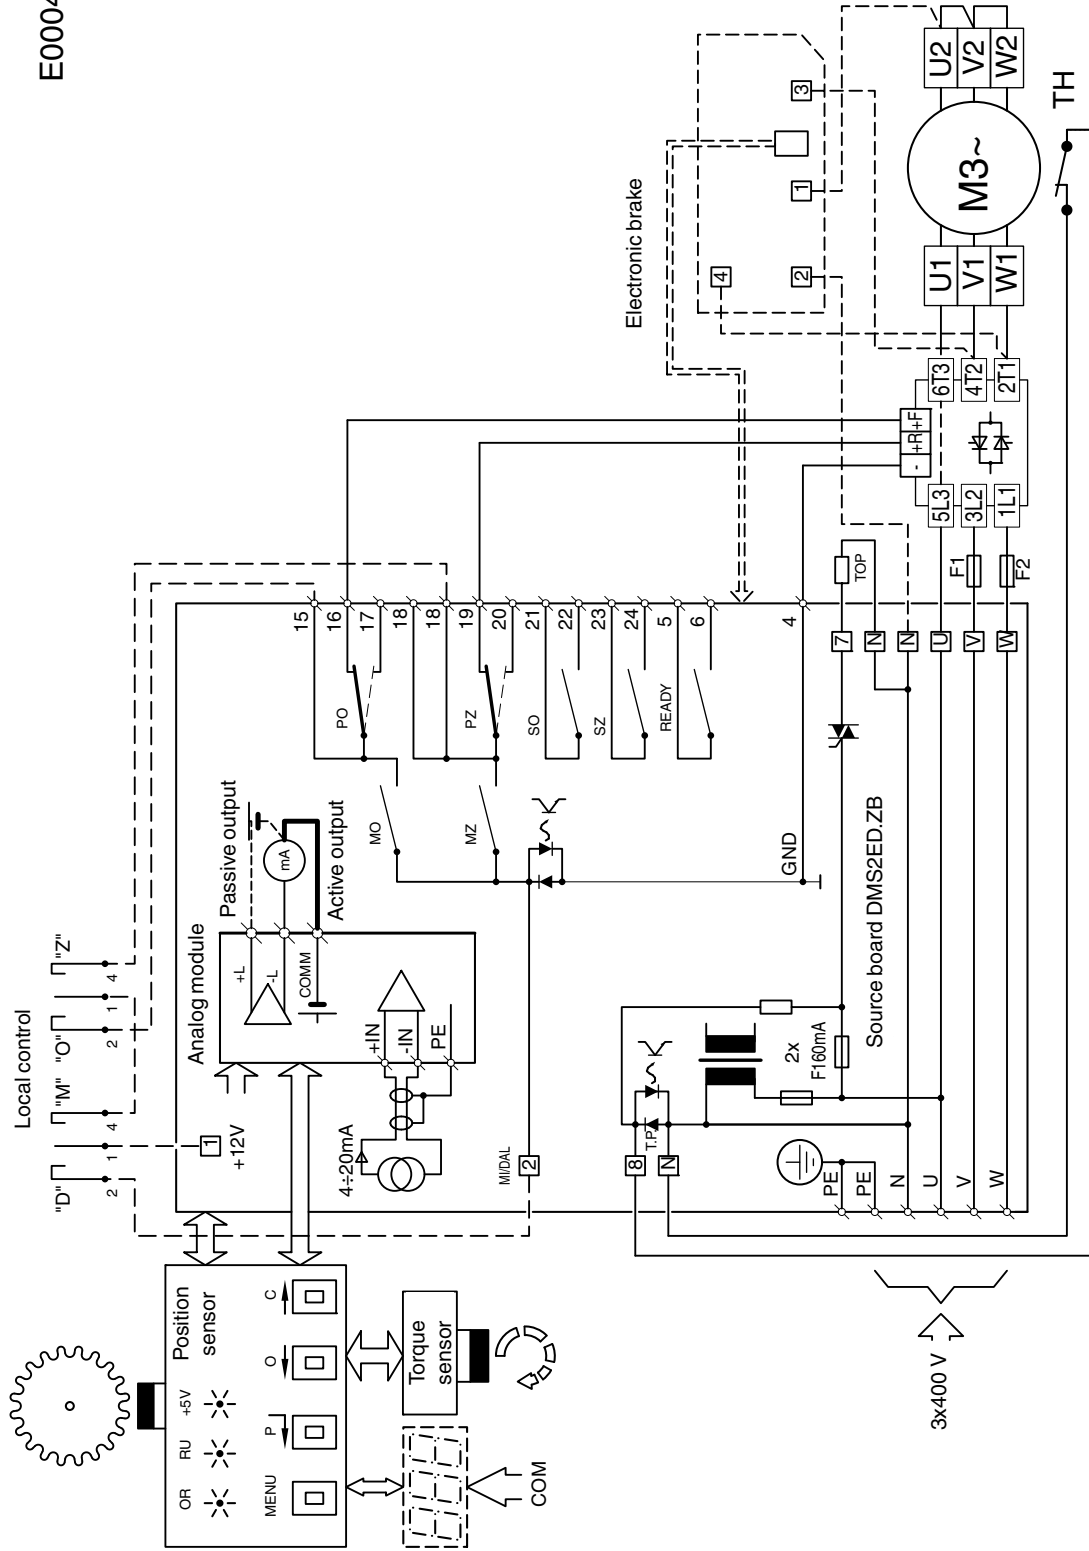 E0004
Local control
"D"
"M"
"O"
"Z"
2
1
4
2
1
4
1
+12V
Analog module
Passive output
Active output
+L
-L
COMM
mA
+IN
-IN
PE
4÷20mA
MI/DAL
2
MO
MZ
PO
PZ
SO
SZ
READY
GND
15
16
17
18
18
19
20
21
22
23
24
5
6
4
Electronic brake
4
2
1
3
Position
sensor
OR
RU
+5V
MENU
P
O
C
Torque
sensor
COM
8
N
T.P.
2x
F160mA
Source board DMS2ED.ZB
7
N
N
U
V
W
TOP
F1
F2
PE
PE
N
U
V
W
3x400 V
-
+R
+F
5L3
3L2
1L1
6T3
4T2
2T1
U1
V1
W1
M3~
U2
V2
W2
TH